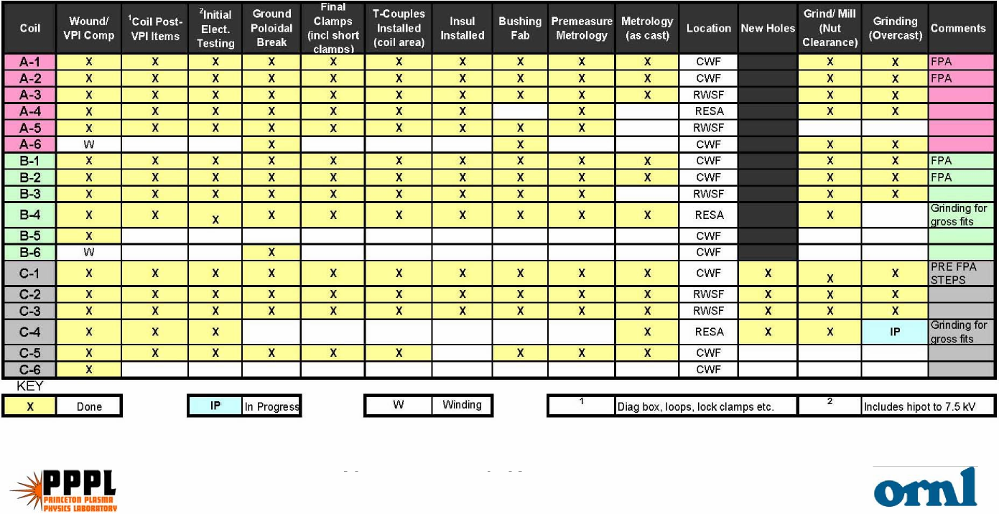 Coil Wound/ VPI Comp 1Coil Post- VPI Items 2Initial Elect. Testing Ground Poloidal Break Final Clamps (incl short clamps) T-Couples Installed (coil area) Insul Installed Bushing Fab Premeasure Metrology Metrology (as cast) Location New Holes Grind/ Mill (Nut Clearance) Grinding (Overcast) Comments
A-1 X X X X X X X X X X CWF X X FPA
A-2 X X X X X X X X X X CWF X X FPA
A-3 X X X X X X X X X X RWSF X X
A-4 X X X X X X X X RESA X X
A-5 X X X X X X X X X RWSF
A-6 W X X CWF X X
B-1 X X X X X X X X X X CWF X X FPA
B-2 X X X X X X X X X X CWF X X FPA
B-3 X X X X X X X X X RWSF X X
B-4 X X X X X X X X X X RESA X Grinding for gross fits
B-5 X CWF
B-6 W X CWF
C-1 X X X X X X X X X X CWF X X X PRE FPA STEPS
C-2 X X X X X X X X X X RWSF X X X
C-3 X X X X X X X X X X RWSF X X X
C-4 X X X X RESA X X IP Grinding for gross fits
C-5 X X X X X X X X X CWF
C-6 X CWF
KEY
X Done IP In Progress W Winding 1 Diag box, loops, lock clamps etc. 2 Includes hipot to 7.5 kV
PPPL
PRINCETON PLASMA
PHYSICS LABORATORY
ornl